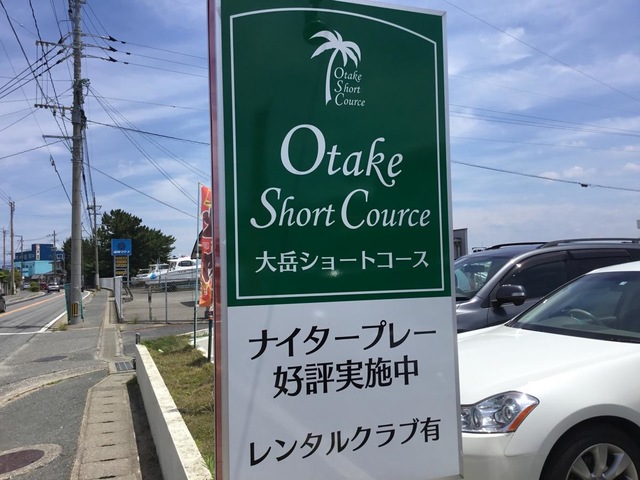 Otake
Short
Cource
Otake
Short Cource
大岳ショートコース
ナイタープレー
好評実施中
レンタルクラブ有